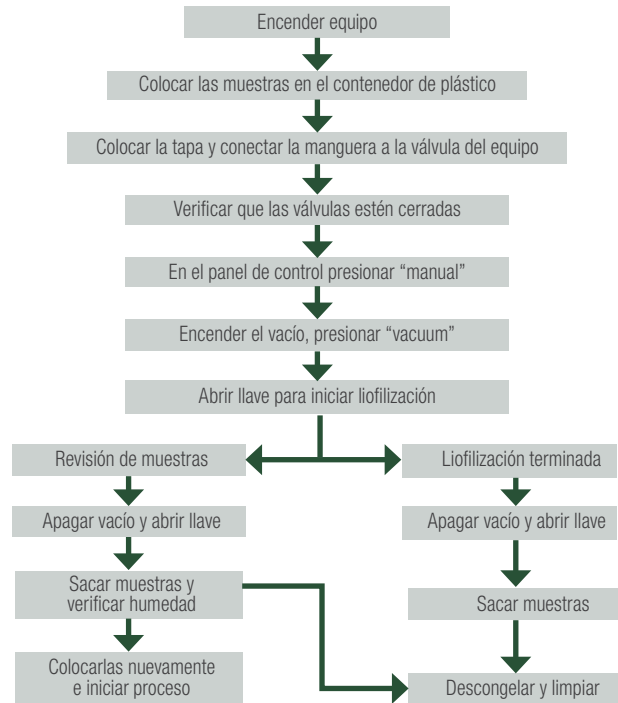 Encender equipo
Colocar las muestras en el contenedor de plástico
Colocar la tapa y conectar la manguera a la válvula del equipo
Verificar que las válvulas estén cerradas
En el panel de control presionar “manual”
Encender el vacío, presionar “vacuum”
Abrir llave para iniciar liofilización
Revisión de muestras
Apagar vacío y abrir llave
Sacar muestras y
verificar humedad
Colocarlas nuevamente
e iniciar proceso
Liofilización terminada
Apagar vacío y abrir llave
Sacar muestras
Descongelar y limpiar